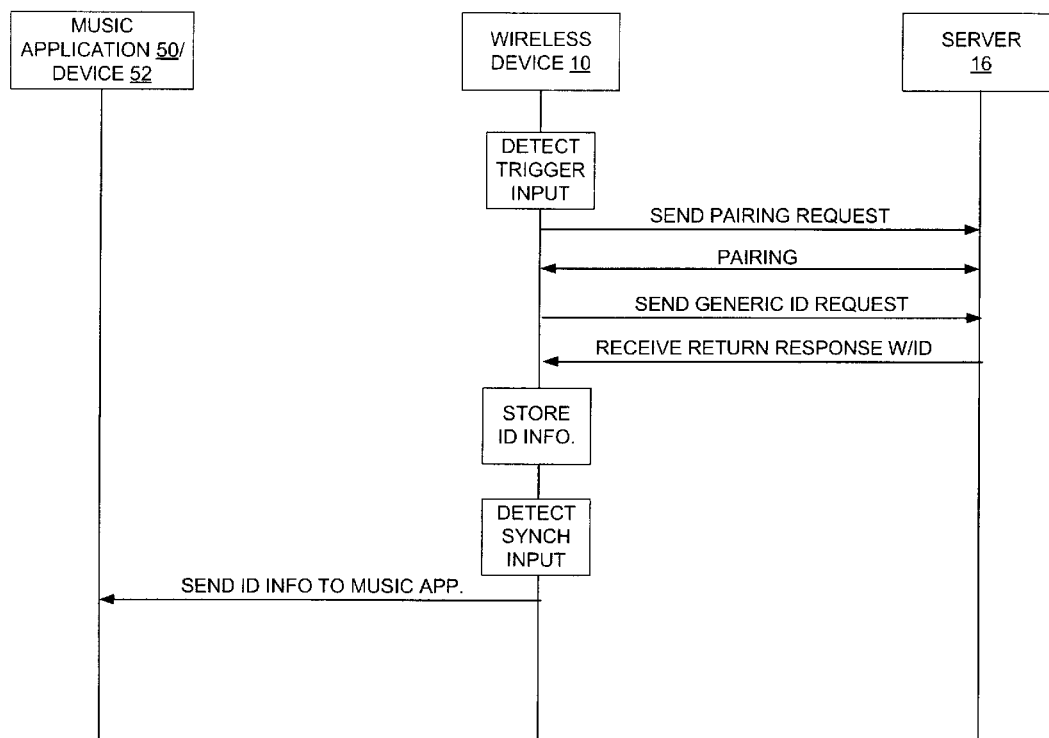 MUSIC
APPLICATION 50/
DEVICE 52
WIRELESS
DEVICE 10
SERVER
16
DETECT
TRIGGER
INPUT
SEND PAIRING REQUEST
PAIRING
SEND GENERIC ID REQUEST
RECEIVE RETURN RESPONSE W/ID
STORE
ID INFO.
DETECT
SYNCH
INPUT
SEND ID INFO TO MUSIC APP.